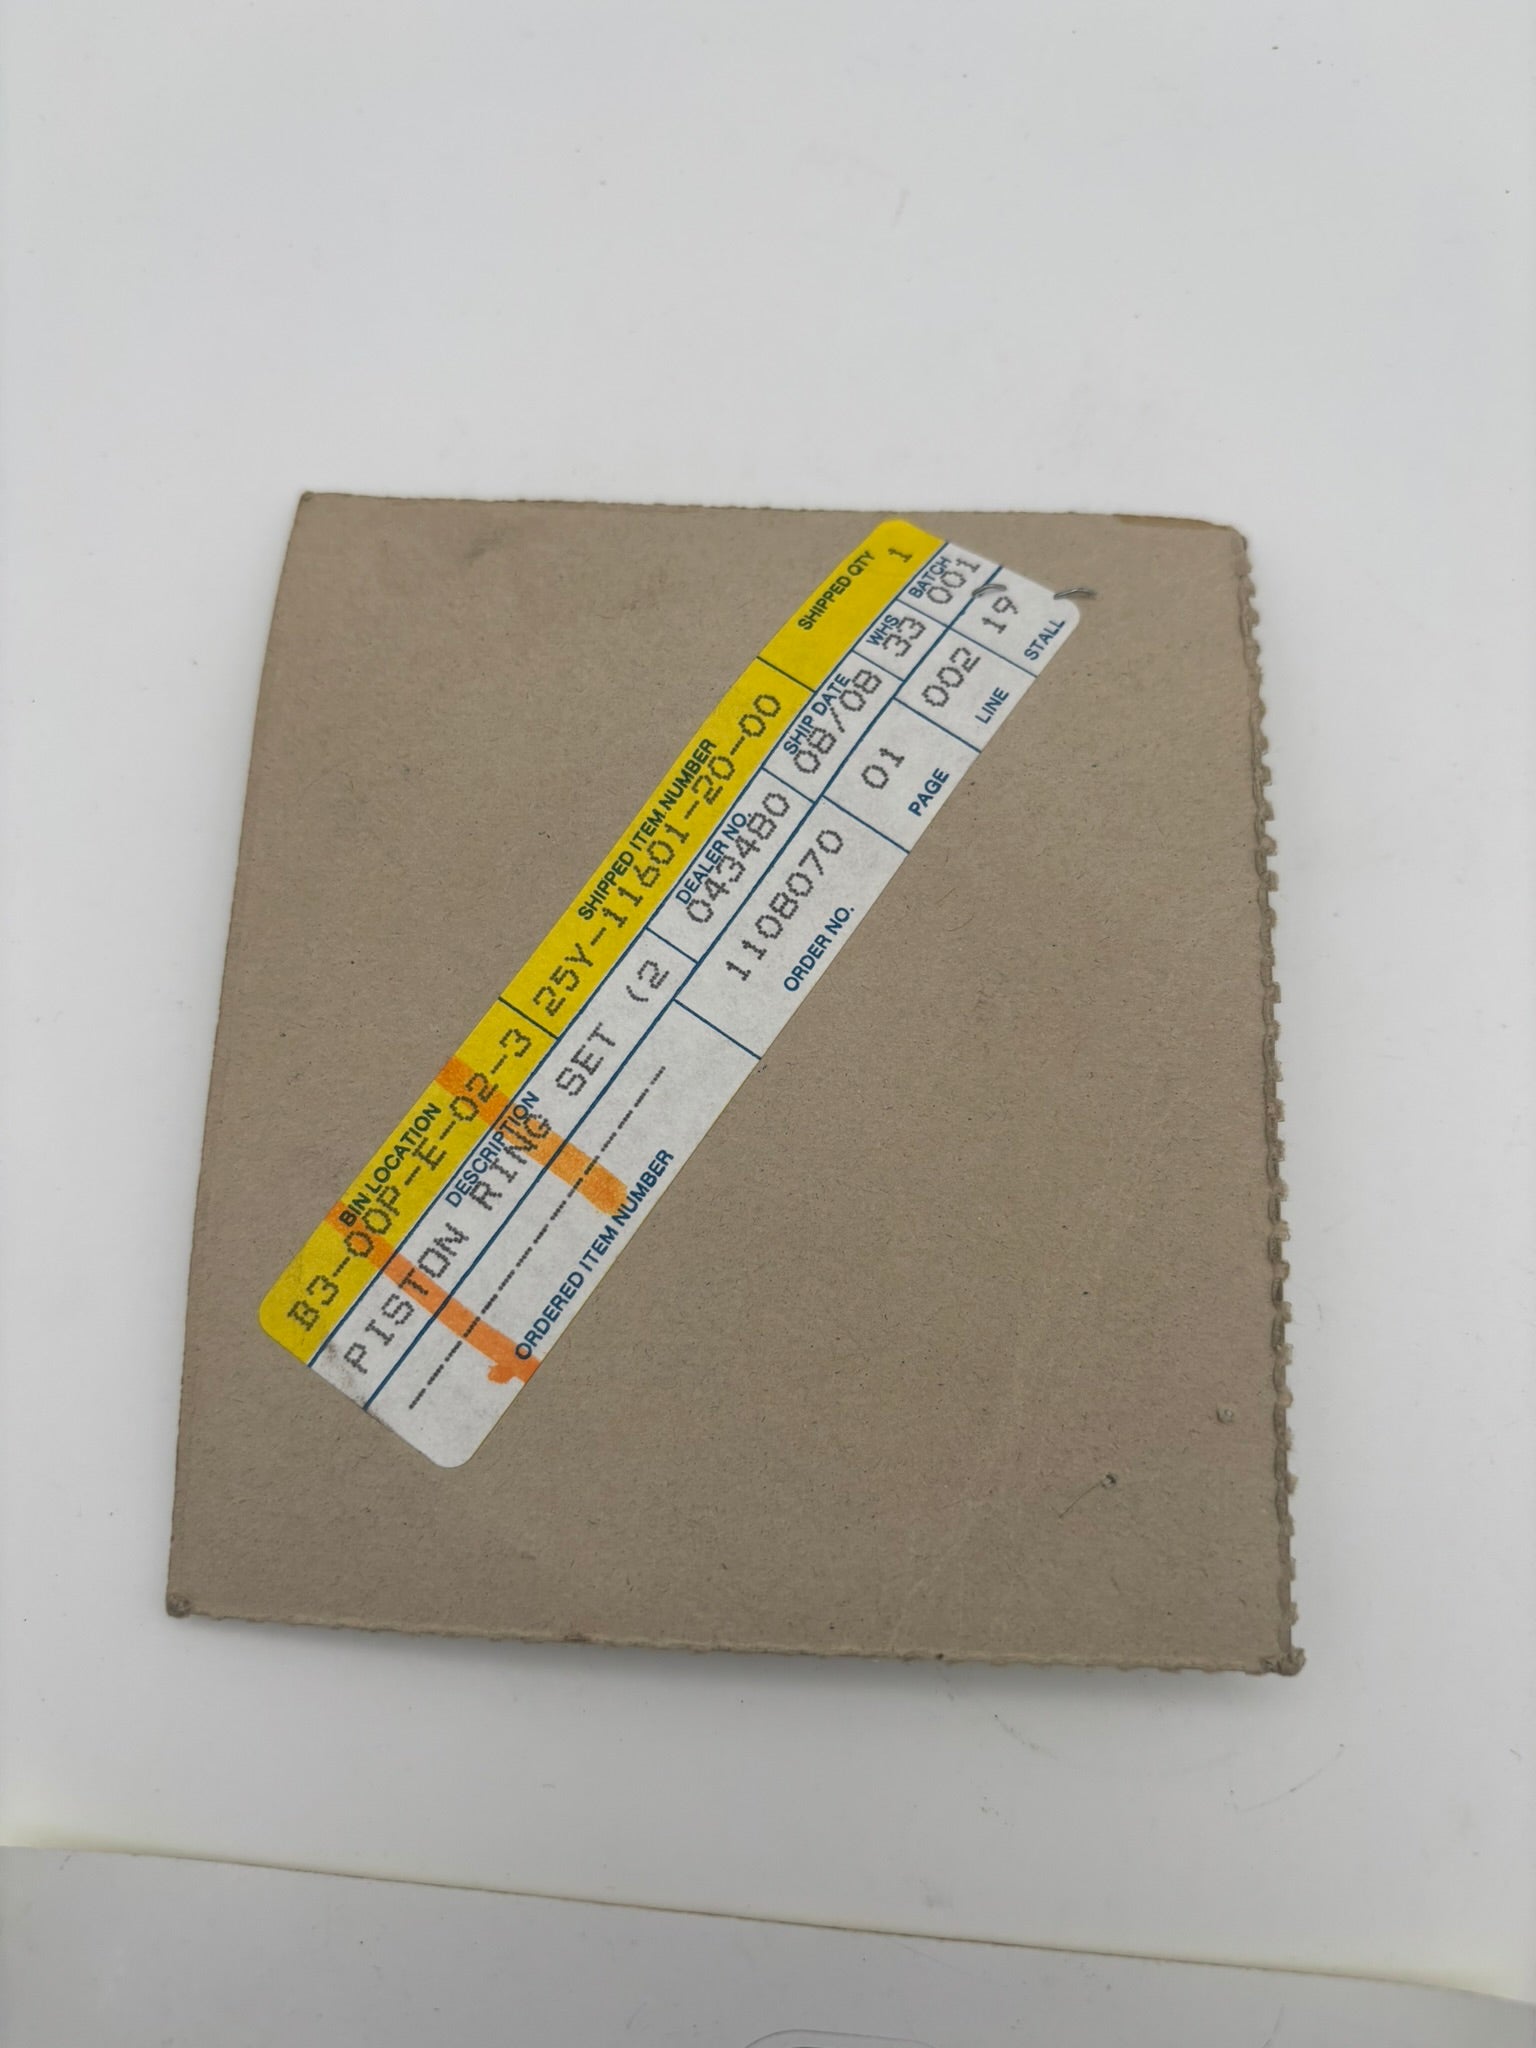 BIN LOCATION SHIPPED ITEM NUMBER SHIPPED QTY
B3-00P-E-02-3 25Y-11601-20-00 1
DESCRIPTION DEALER NO. SHIP DATE WHS BATCH
PISTON RING SET (2 043480 08/08 33 001
--------------- 1108070 01 002 19
ORDERED ITEM NUMBER ORDER NO. PAGE LINE STALL